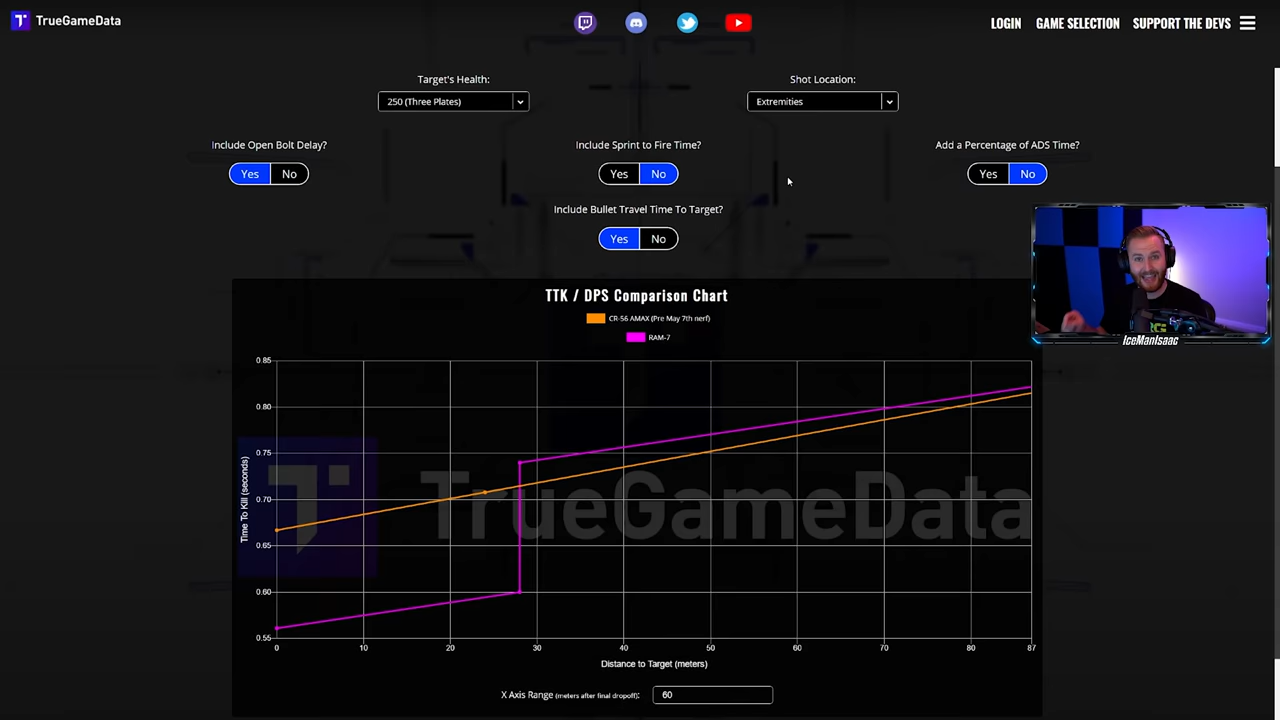 TrueGameData
LOGIN GAME SELECTION SUPPORT THE DEVS
Target's Health: Shot Location:
250 (Three Plates) Extremities
Include Open Bolt Delay? Include Sprint to Fire Time? Add a Percentage of ADS Time?
Yes No Yes No Yes No
Include Bullet Travel Time To Target?
Yes No
IceManIsaac
TTK / DPS Comparison Chart
CR-56 AMAX (Pre May 7th nerf)
RAM-7
0.85
0.80
0.75
0.70
0.65
0.60
0.55
Time To Kill (seconds)
TrueGameData
0 10 20 30 40 50 60 70 80 87
Distance to Target (meters)
X Axis Range (meters after final dropoff): 60